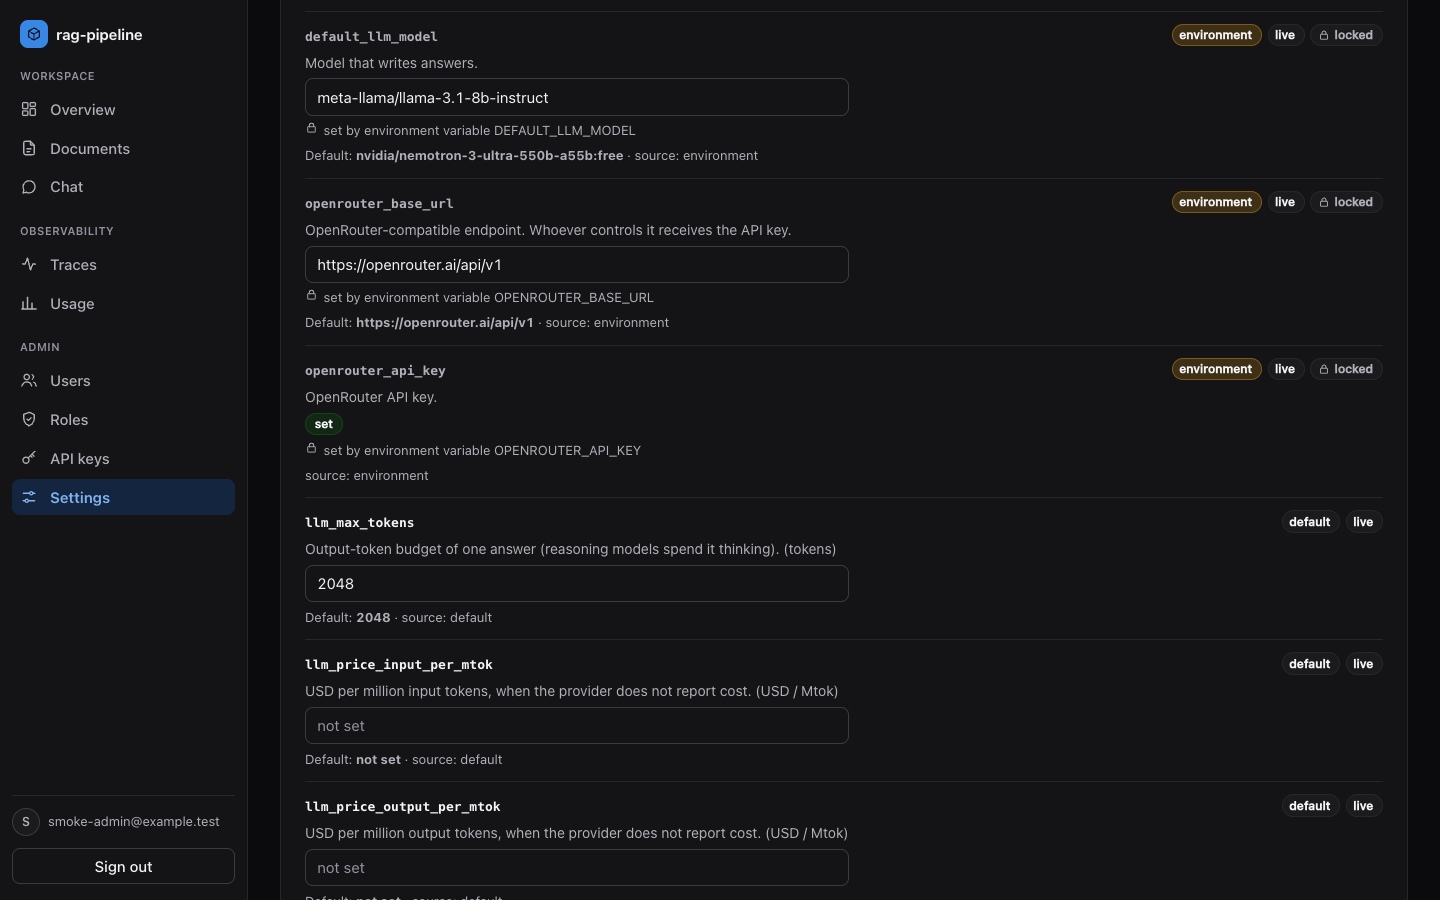 rag-pipeline
WORKSPACE
Overview
Documents
Chat
OBSERVABILITY
Traces
Usage
ADMIN
Users
Roles
API keys
Settings
S smoke-admin@example.test
Sign out
default_llm_model environment live locked
Model that writes answers.
meta-llama/llama-3.1-8b-instruct
set by environment variable DEFAULT_LLM_MODEL
Default: nvidia/nemotron-3-ultra-550b-a55b:free · source: environment
openrouter_base_url environment live locked
OpenRouter-compatible endpoint. Whoever controls it receives the API key.
https://openrouter.ai/api/v1
set by environment variable OPENROUTER_BASE_URL
Default: https://openrouter.ai/api/v1 · source: environment
openrouter_api_key environment live locked
OpenRouter API key.
set
set by environment variable OPENROUTER_API_KEY
source: environment
llm_max_tokens default live
Output-token budget of one answer (reasoning models spend it thinking). (tokens)
2048
Default: 2048 · source: default
llm_price_input_per_mtok default live
USD per million input tokens, when the provider does not report cost. (USD / Mtok)
not set
Default: not set · source: default
llm_price_output_per_mtok default live
USD per million output tokens, when the provider does not report cost. (USD / Mtok)
not set
Default: not set · source: default